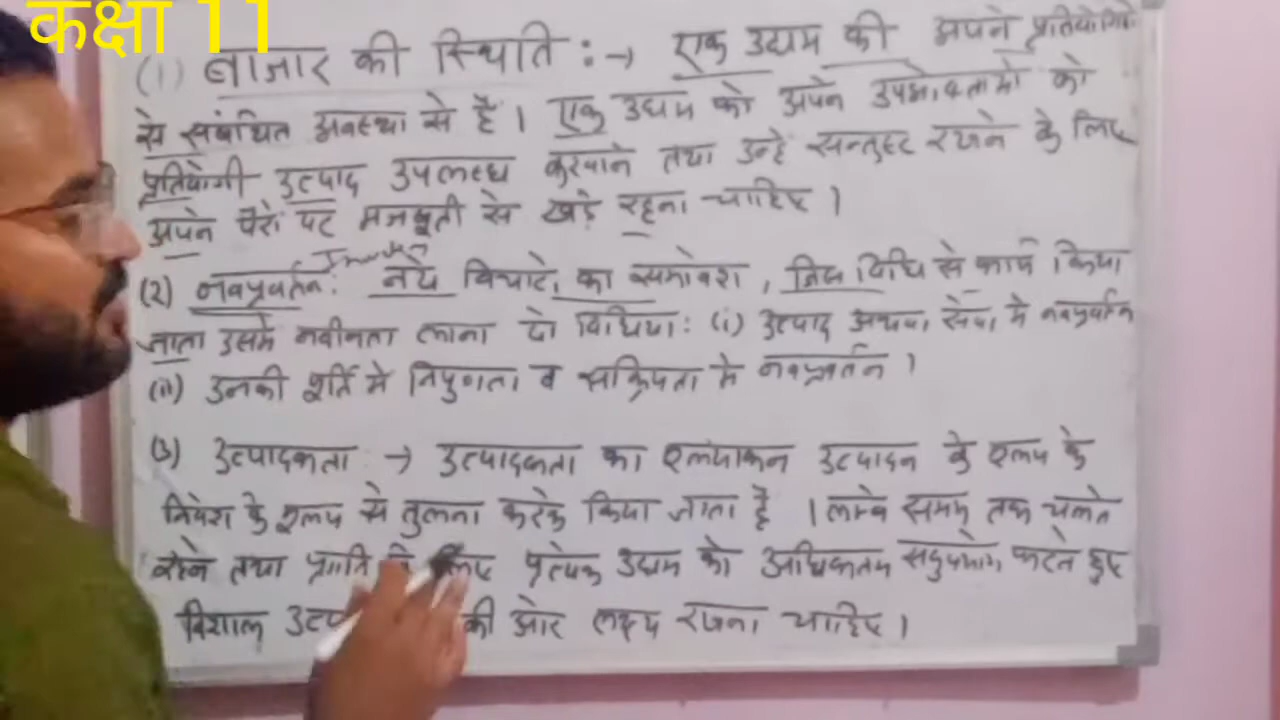 कक्षा 11
(1) बाजार की स्थिति :→ एक उद्यम की अपने प्रतियोगियो
से संबंधित अवस्था से है। एक उद्यम को अपने उपभोक्ताओ को
प्रतियोगी उत्पाद उपलब्ध करवाने तथा उन्हे सन्तुष्ट रखने के लिए
अपने पैरो पर मजबूती से खड़े रहना चाहिए।
(2) नवप्रवर्तन: नये विचारो का समावेश, जिस विधि से कार्य किया
जाता उसमे नवीनता लाना दो विधिया: (i) उत्पाद अथवा सेवा मे नवप्रवर्तन
(ii) उनकी पूर्ति मे निपुणता व सक्रियता मे नवप्रवर्तन।
(3) उत्पादकता → उत्पादकता का मूल्याकन उत्पादन के मूल्य के
निवेश के मूल्य से तुलना करके किया जाता है। लम्बे समय तक चलते
रहने तथा प्रगति के लिए प्रत्येक उद्यम को अधिकतम सदुपयोग करते हुए
विशाल की ओर लक्ष्य रखना चाहिए।